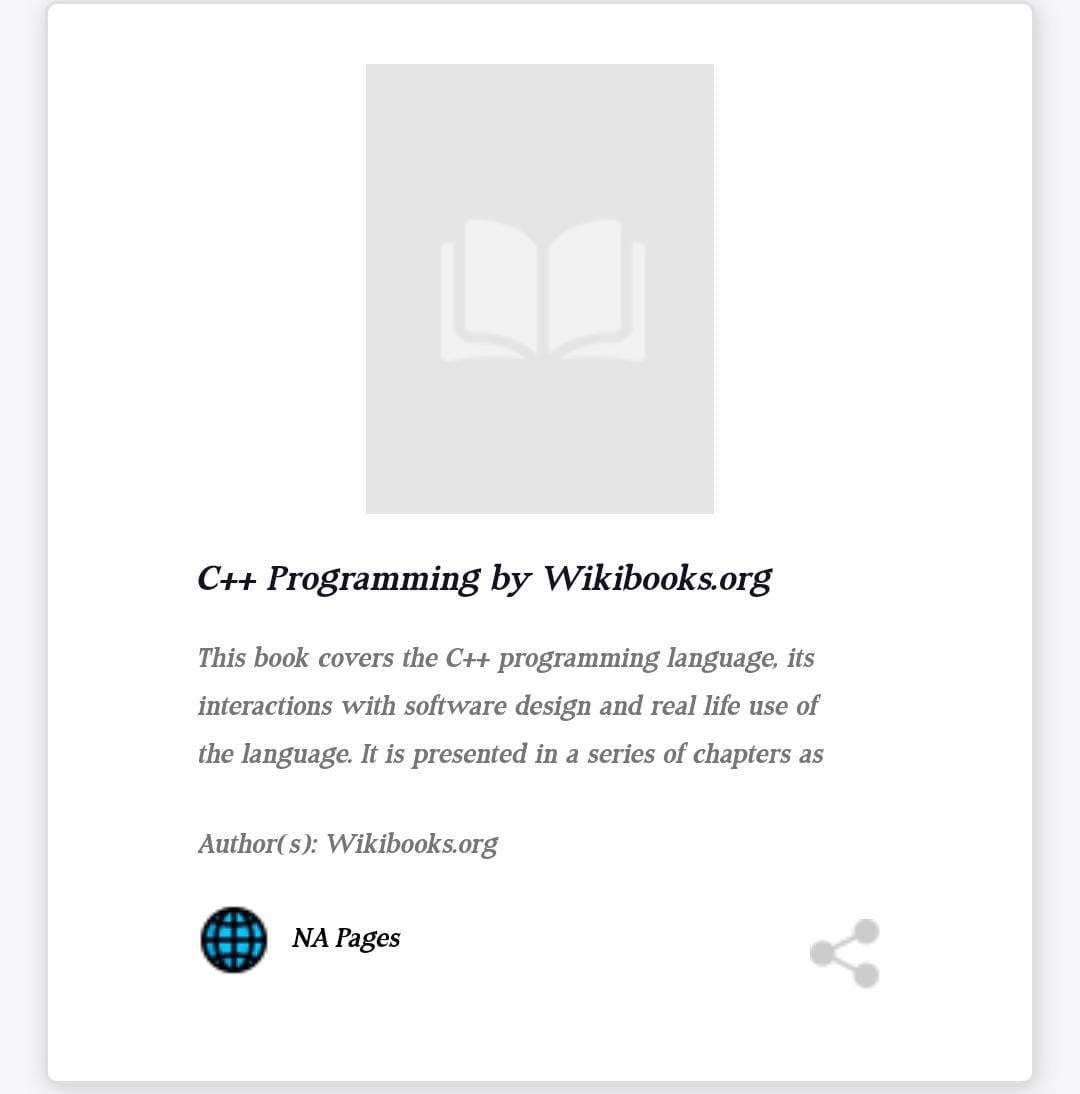 C++ Programming by Wikibooks.org
This book covers the C++ programming language, its
interactions with software design and real life use of
the language. It is presented in a series of chapters as
Author(s): Wikibooks.org
NA Pages